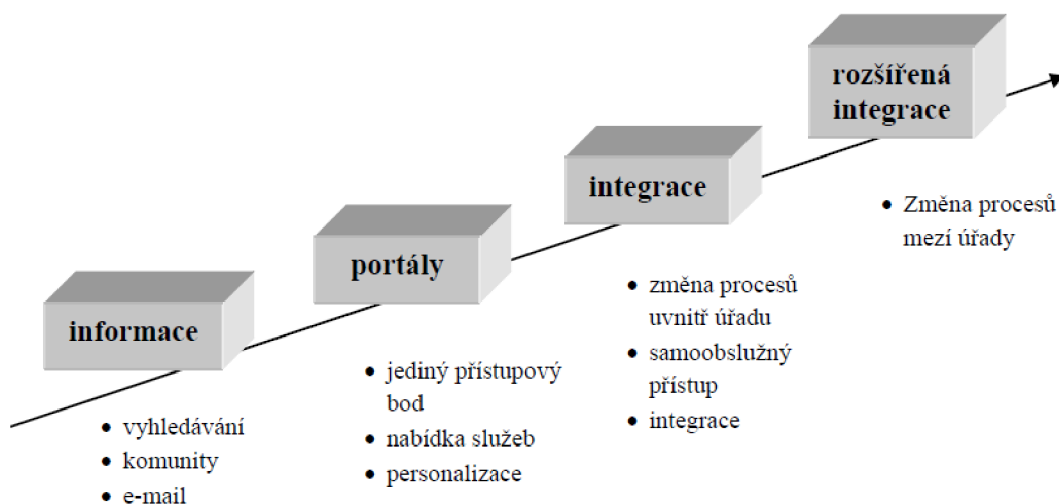 informace
• vyhledávání
• komunity
• e-mail
portály
• jediný přístupový
bod
• nabídka služeb
• personalizace
integrace
• změna procesů
uvnitř úřadu
• samoobslužný
přístup
• integrace
rozšířená
integrace
• Změna procesů
mezí úřady